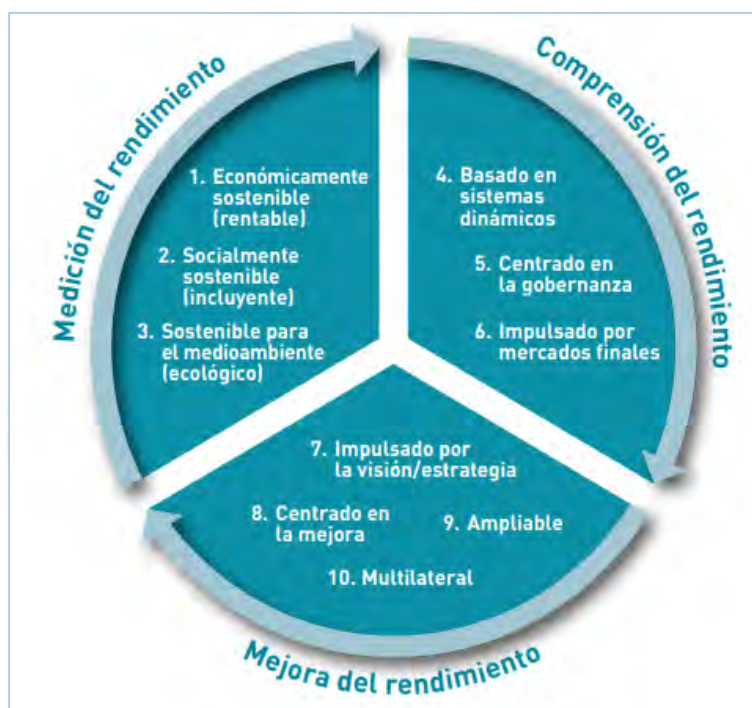 Medición del rendimiento
1. Económicamente
sostenible
(rentable)
2. Socialmente
sostenible
(incluyente)
3. Sostenible para
el medioambiente
(ecológico)
Comprensión del rendimiento
4. Basado en
sistemas
dinámicos
5. Centrado en
la gobernanza
6. Impulsado por
mercados finales
7. Impulsado por
la visión/estrategia
8. Centrado en
la mejora
9. Ampliable
10. Multilateral
Mejora del rendimiento